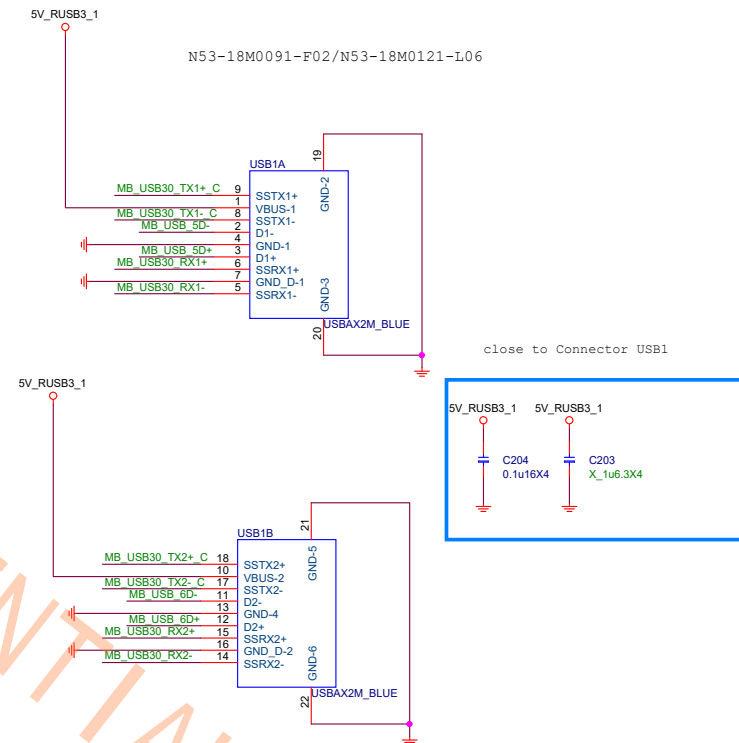 5V_RUSB3_1
N53-18M0091-F02/N53-18M0121-L06
USB1A
19
MB_USB30_TX1+_C 9 SSTX1+
1 VBUS-1
MB_USB30_TX1-_C 8 SSTX1-
MB_USB_5D- 2 D1-
4 GND-1
MB_USB_5D+ 3 D1+
MB_USB30_RX1+ 6 SSRX1+
7 GND_D-1
MB_USB30_RX1- 5 SSRX1-
GND-2
GND-3
20
USBAX2M_BLUE
close to Connector USB1
5V_RUSB3_1
5V_RUSB3_1 5V_RUSB3_1
C204 C203
0.1u16X4 X_1u6.3X4
USB1B
21
MB_USB30_TX2+_C 18 SSTX2+
10 VBUS-2
MB_USB30_TX2-_C 17 SSTX2-
MB_USB_6D- 11 D2-
13 GND-4
MB_USB_6D+ 12 D2+
MB_USB30_RX2+ 15 SSRX2+
16 GND_D-2
MB_USB30_RX2- 14 SSRX2-
GND-5
GND-6
22
USBAX2M_BLUE